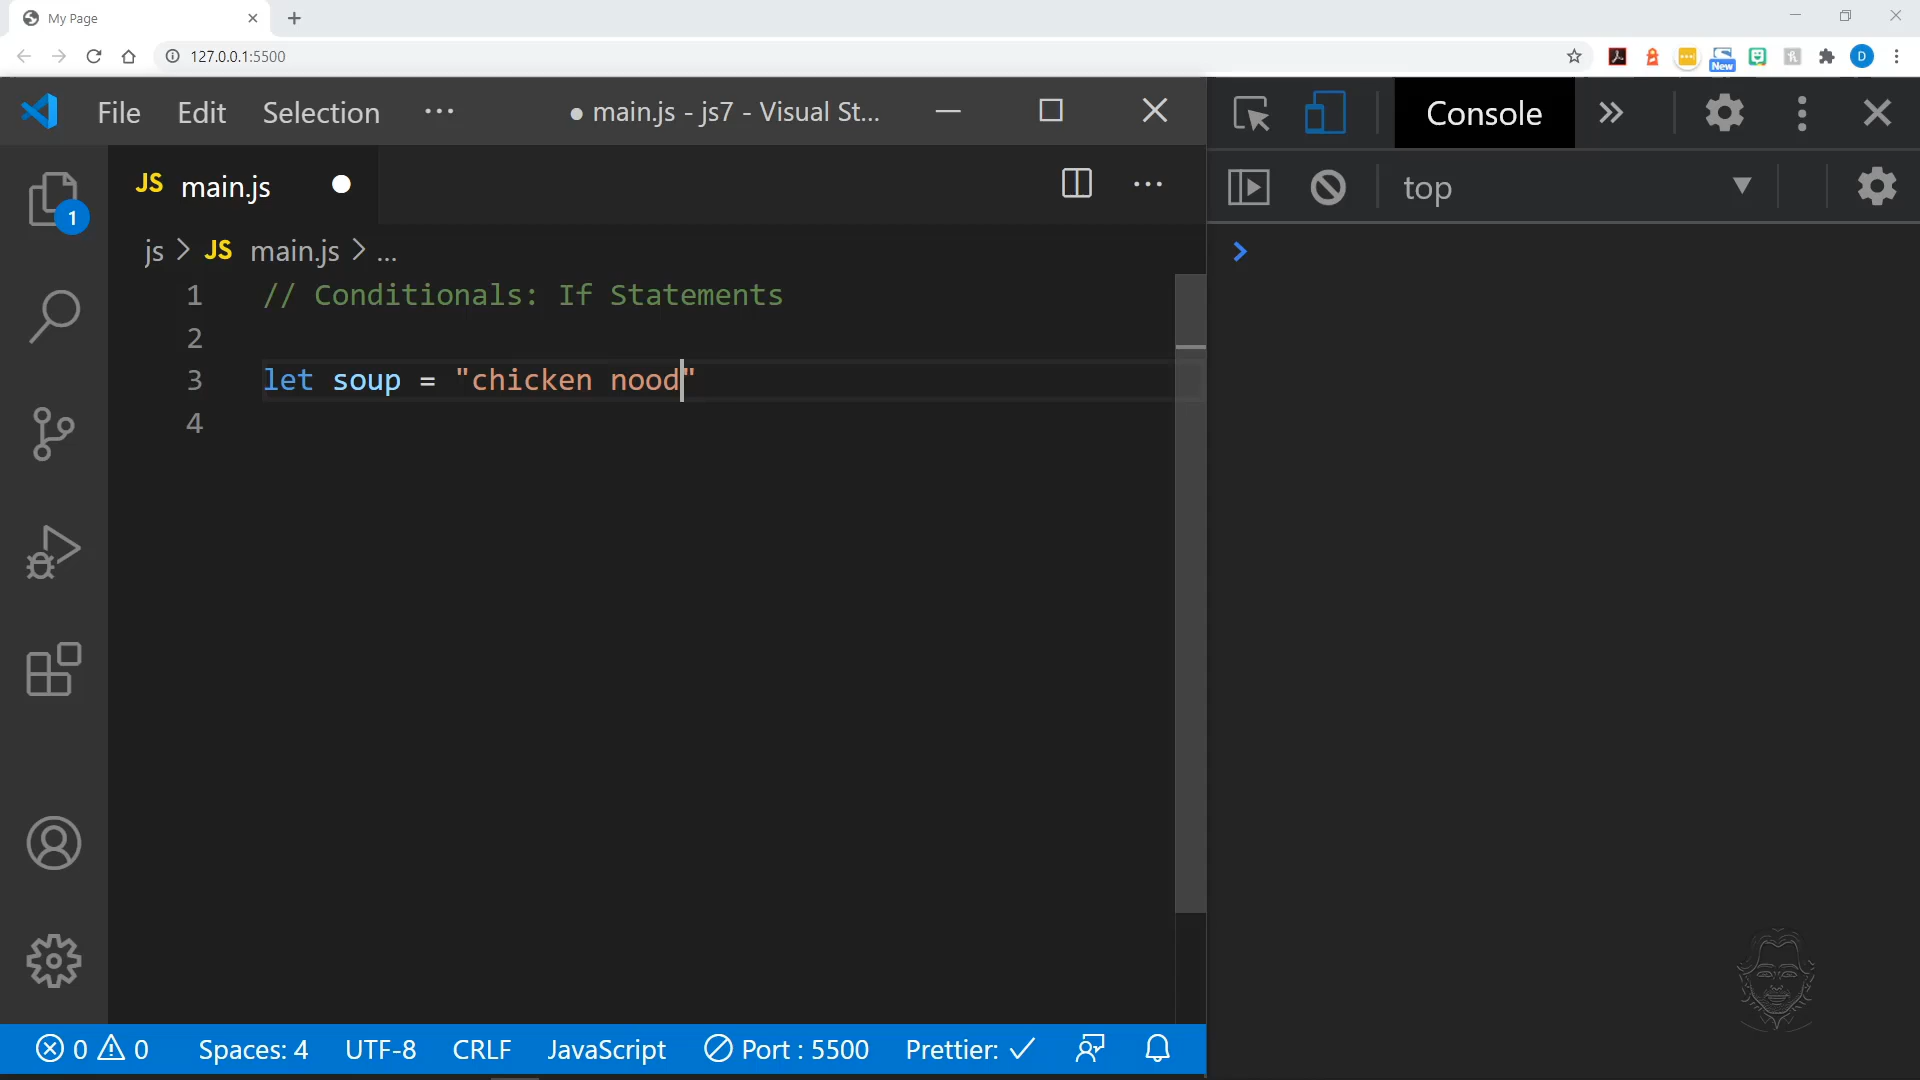 My Page
127.0.0.1:5500
New
D
File Edit Selection ··· ● main.js - js7 - Visual St...
Console
JS main.js
top
1
js > JS main.js > ...
1 // Conditionals: If Statements
2
3 let soup = "chicken nood"
4
0 0 Spaces: 4 UTF-8 CRLF JavaScript Port : 5500 Prettier: ✓